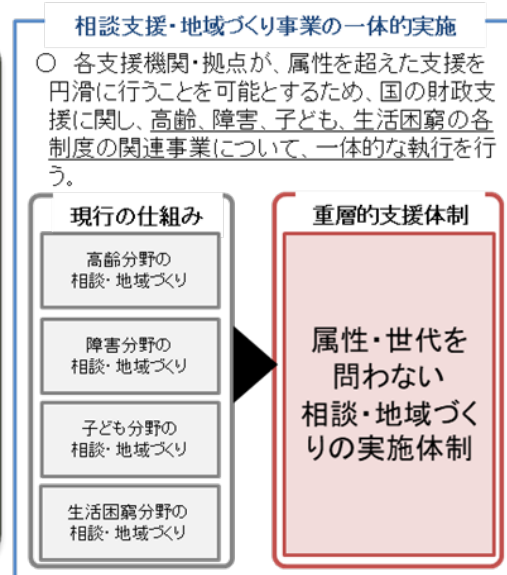 相談支援・地域づくり事業の一体的実施
○ 各支援機関・拠点が、属性を超えた支援を
円滑に行うことを可能とするため、国の財政支
援に関し、高齢、障害、子ども、生活困窮の各
制度の関連事業について、一体的な執行を行
う。
現行の仕組み
高齢分野の
相談・地域づくり
障害分野の
相談・地域づくり
子ども分野の
相談・地域づくり
生活困窮分野の
相談・地域づくり
重層的支援体制
属性・世代を
問わない
相談・地域づく
りの実施体制